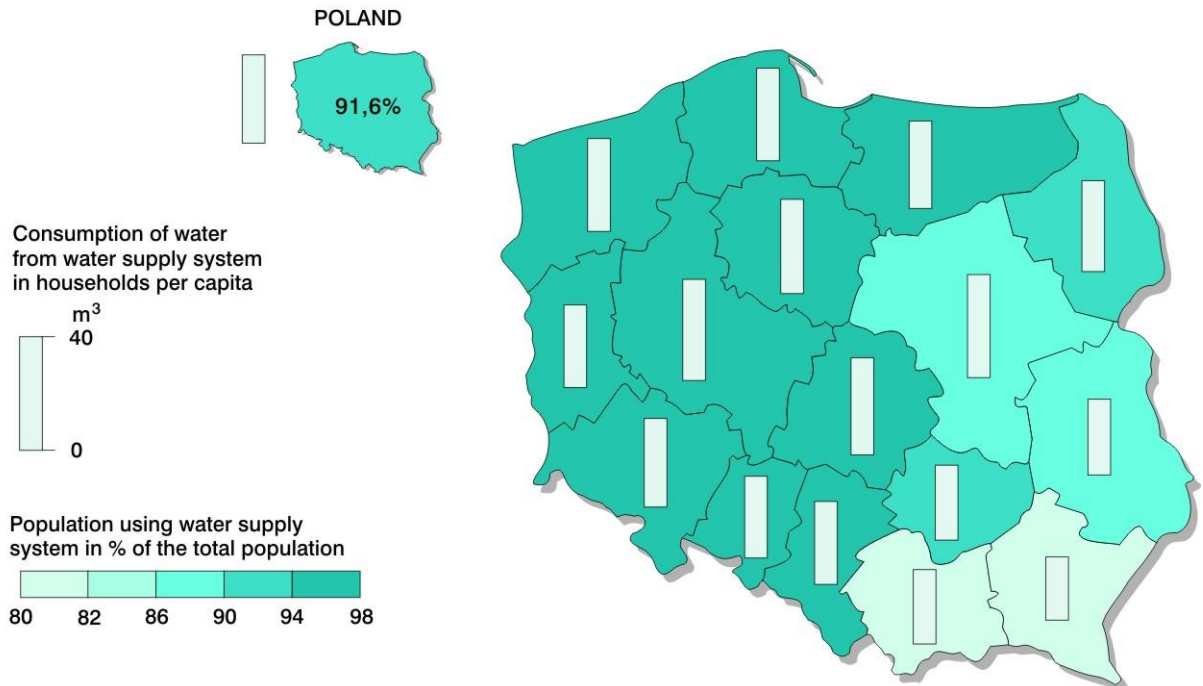 POLAND
91,6%
Consumption of water
from water supply system
in households per capita
m³
40
0
Population using water supply
system in % of the total population
80 82 86 90 94 98